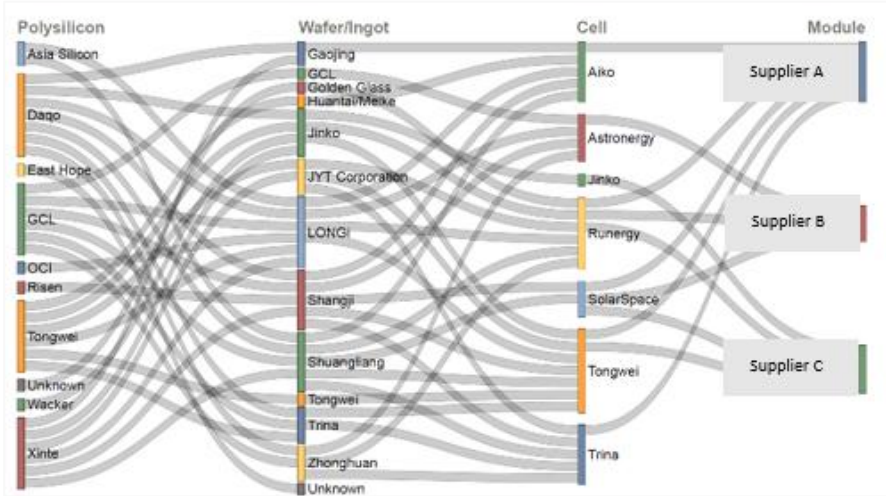 Polysilicon
Wafer/Ingot
Cell
Module
Asia Silicon
Daqo
East Hope
GCL
OCI
Risen
Tongwei
Unknown
Wacker
Xinte
Gaojing
GCL
Golden Glass
Huantai/Meike
Jinko
JYT Corporation
LONGi
Shangji
Shuangliang
Tongwei
Trina
Zhonghuan
Unknown
Aiko
Astronergy
Jinko
Runergy
SolarSpace
Tongwei
Trina
Supplier A
Supplier B
Supplier C